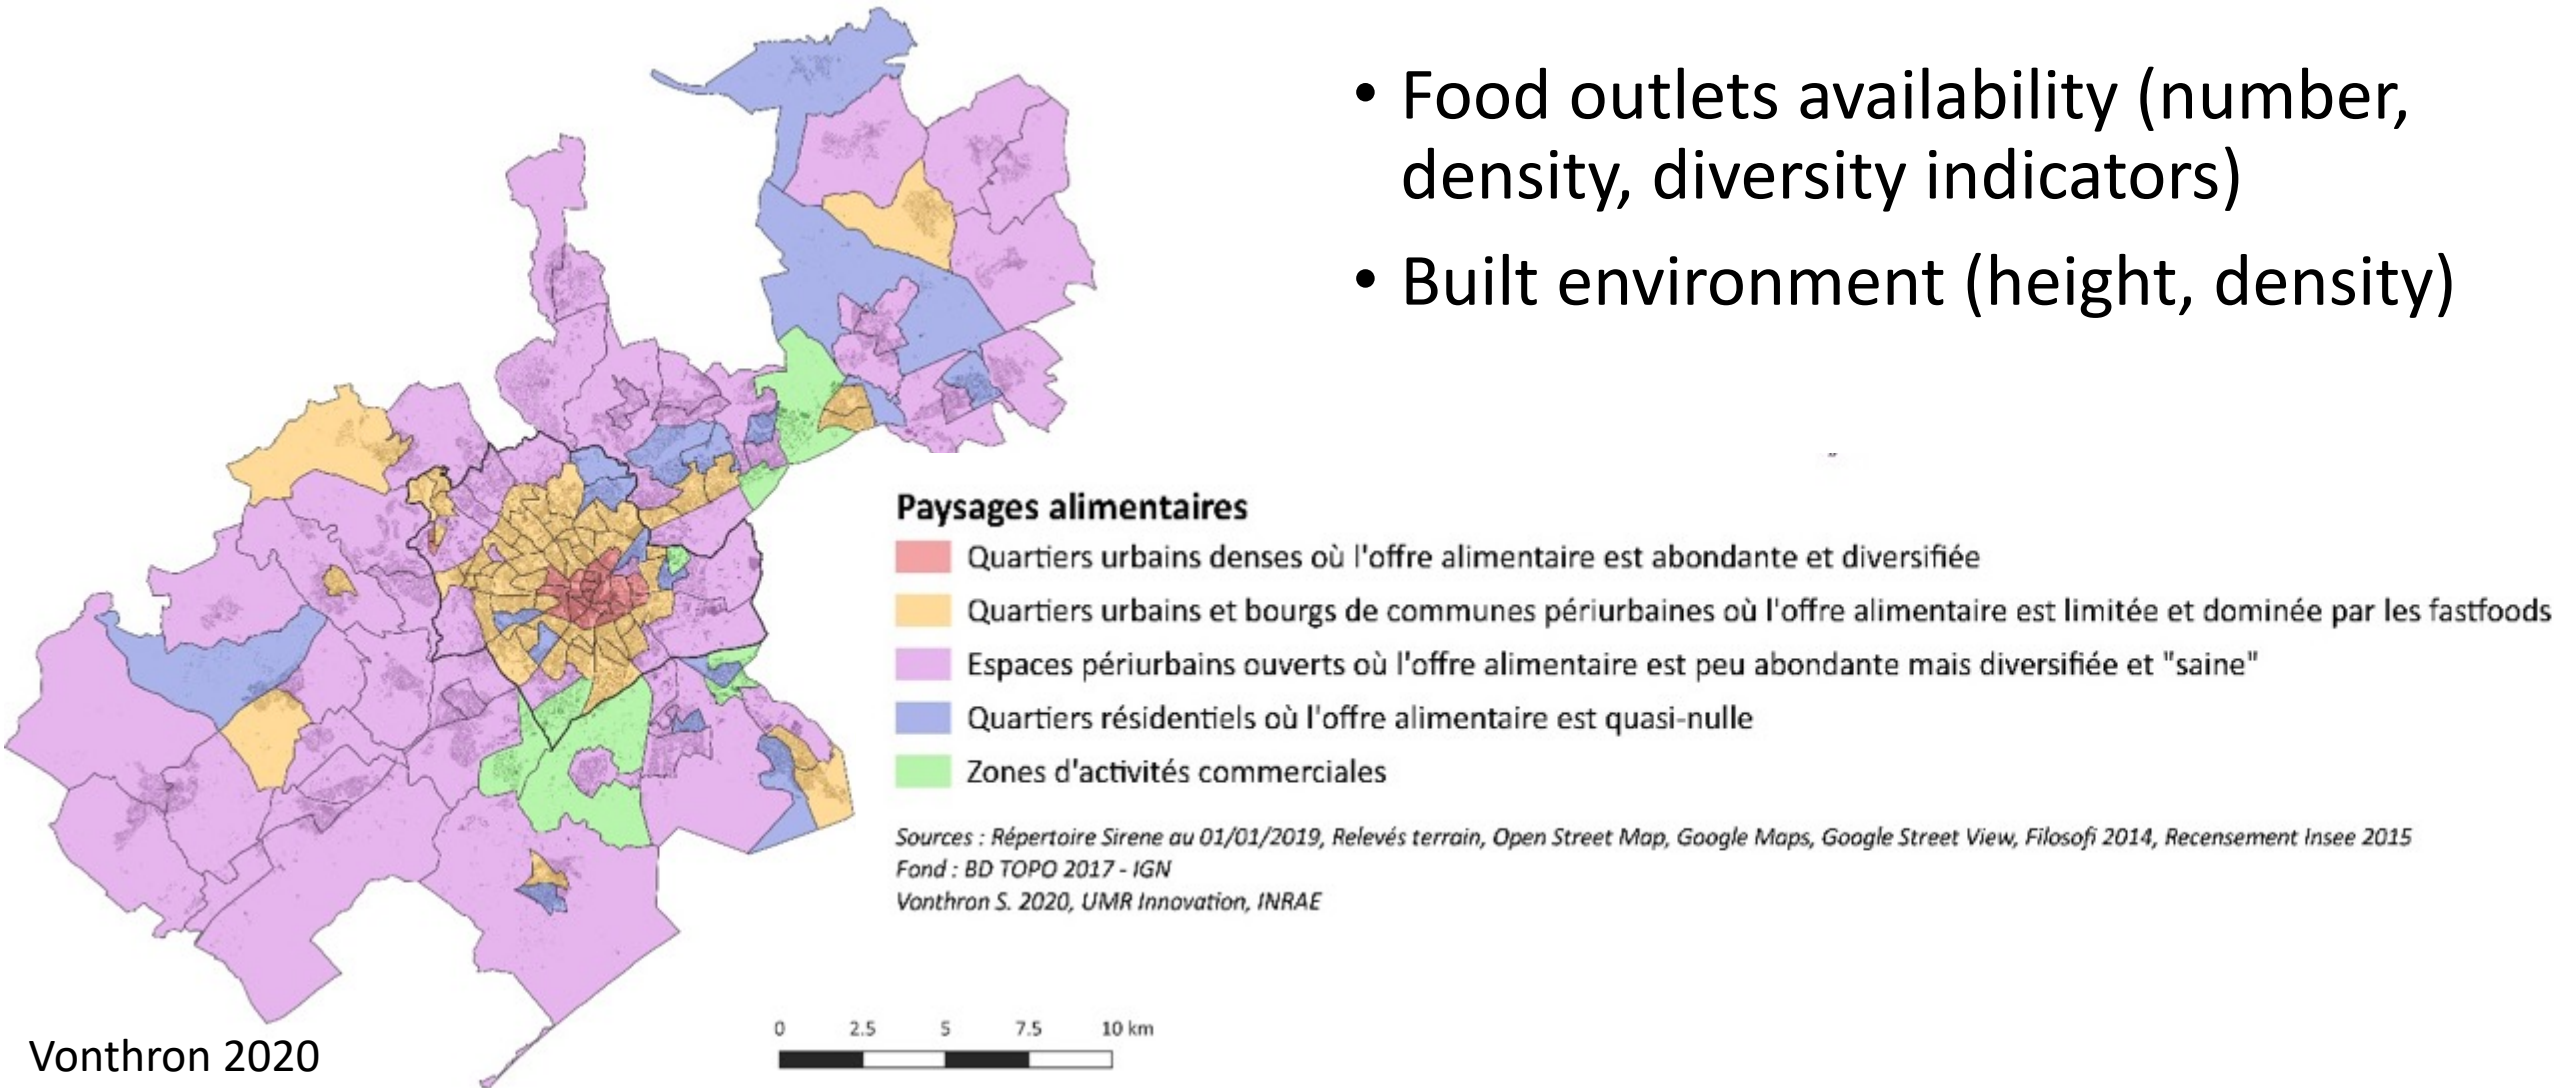 • Food outlets availability (number,
density, diversity indicators)
• Built environment (height, density)
Paysages alimentaires
Quartiers urbains denses où l'offre alimentaire est abondante et diversifiée
Quartiers urbains et bourgs de communes périurbaines où l'offre alimentaire est limitée et dominée par les fastfoods
Espaces périurbains ouverts où l'offre alimentaire est peu abondante mais diversifiée et "saine"
Quartiers résidentiels où l'offre alimentaire est quasi-nulle
Zones d'activités commerciales
Sources : Répertoire Sirene au 01/01/2019, Relevés terrain, Open Street Map, Google Maps, Google Street View, Filosofi 2014, Recensement Insee 2015
Fond : BD TOPO 2017 - IGN
Vonthron S. 2020, UMR Innovation, INRAE
0 2.5 5 7.5 10 km
Vonthron 2020